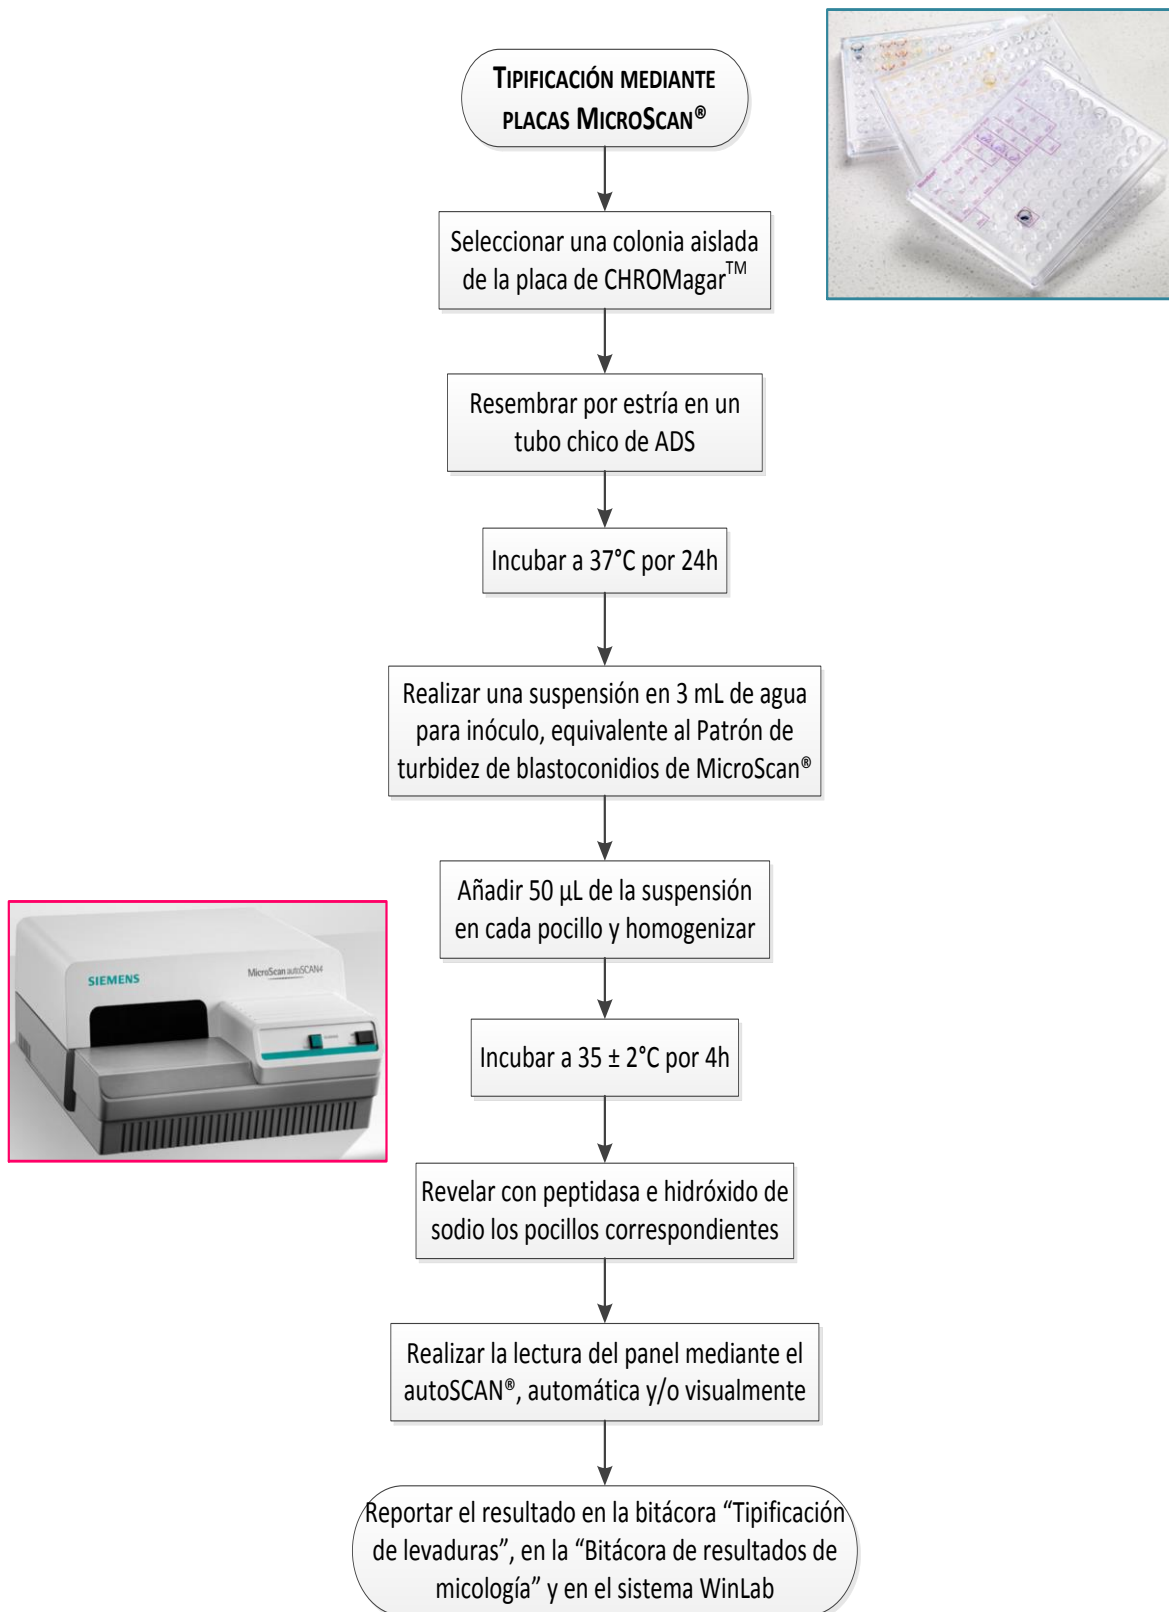 TIPIFICACIÓN MEDIANTE
PLACAS MICROSCAN®
Seleccionar una colonia aislada
de la placa de CHROMagar™
Resembrar por estría en un
tubo chico de ADS
Incubar a 37°C por 24h
Realizar una suspensión en 3 mL de agua
para inóculo, equivalente al Patrón de
turbidez de blastoconidios de MicroScan®
Añadir 50 µL de la suspensión
en cada pocillo y homogenizar
SIEMENS
MicroScan autoSCAN4
Incubar a 35 ± 2°C por 4h
Revelar con peptidasa e hidróxido de
sodio los pocillos correspondientes
Realizar la lectura del panel mediante el
autoSCAN®, automática y/o visualmente
Reportar el resultado en la bitácora “Tipificación
de levaduras”, en la “Bitácora de resultados de
micología” y en el sistema WinLab